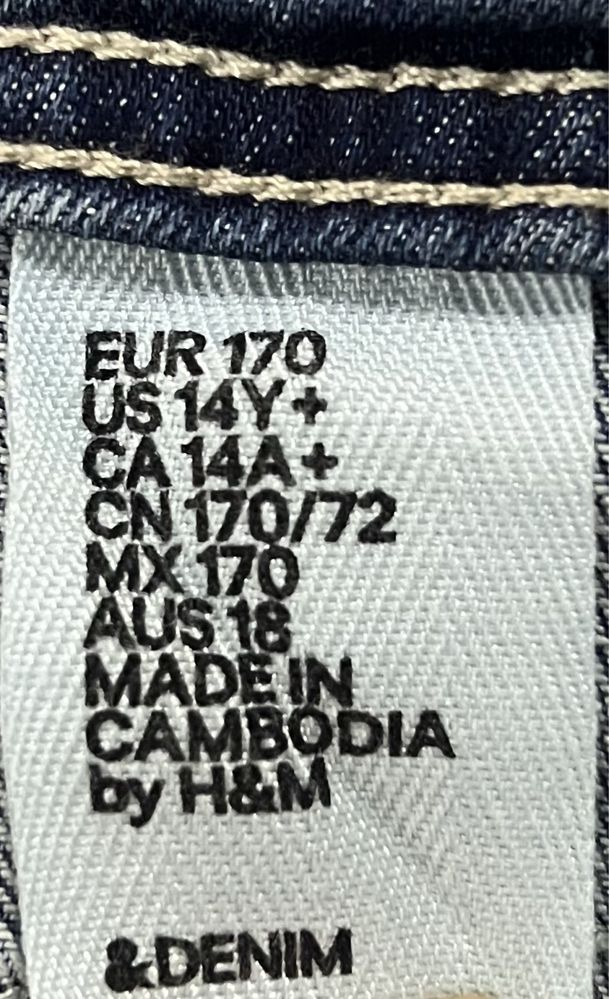 EUR 170
US 14Y+
CA 14A+
CN 170/72
MX 170
AUS 18
MADE IN
CAMBODIA
by H&M
&DENIM